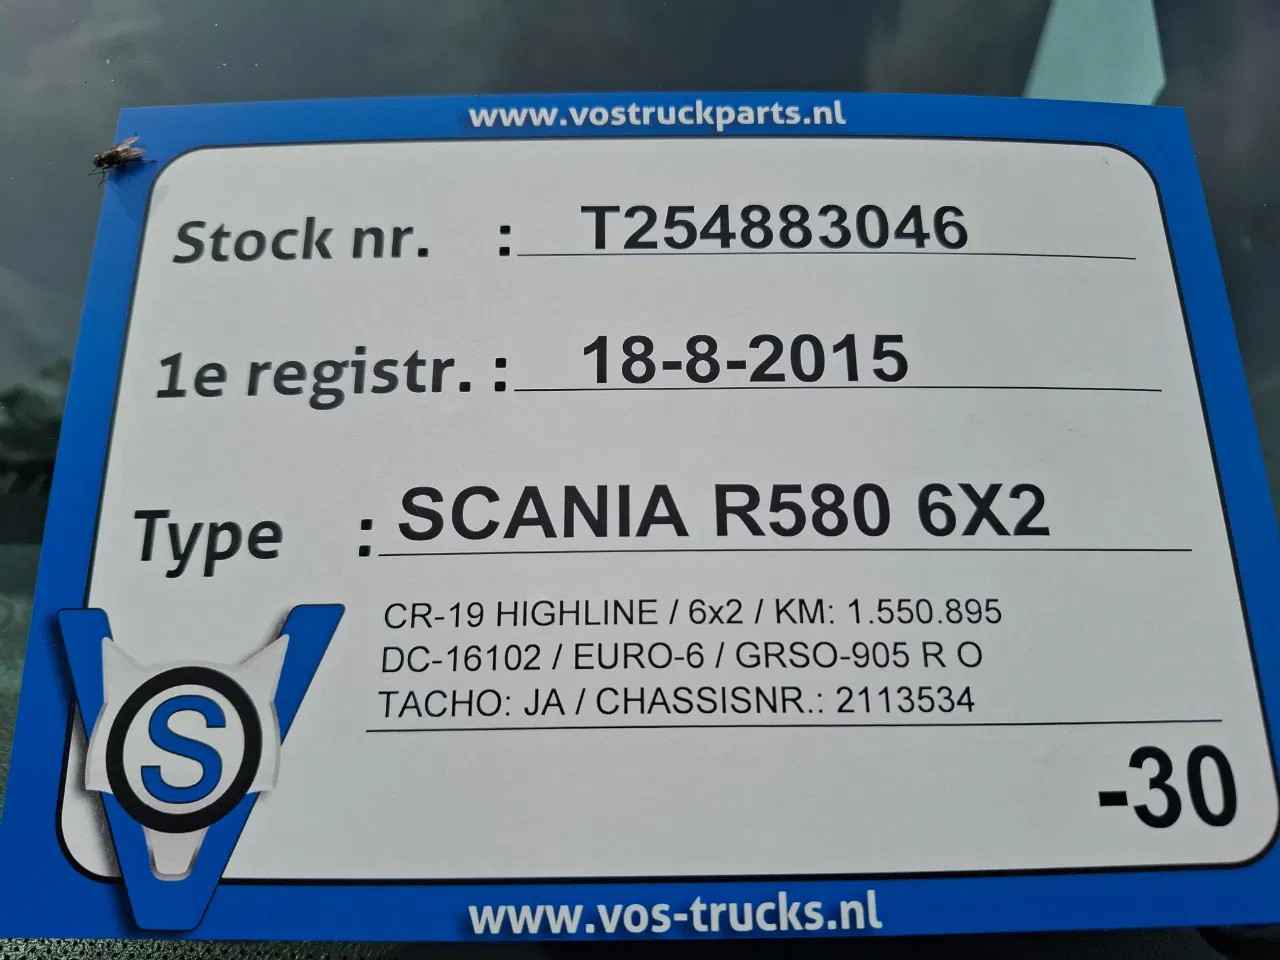 www.vostruckparts.nl
Stock nr. : T254883046
1e registr. : 18-8-2015
Type : SCANIA R580 6X2
CR-19 HIGHLINE / 6x2 / KM: 1.550.895
DC-16102 / EURO-6 / GRSO-905 R O
TACHO: JA / CHASSISNR.: 2113534
-30
VOS
www.vos-trucks.nl